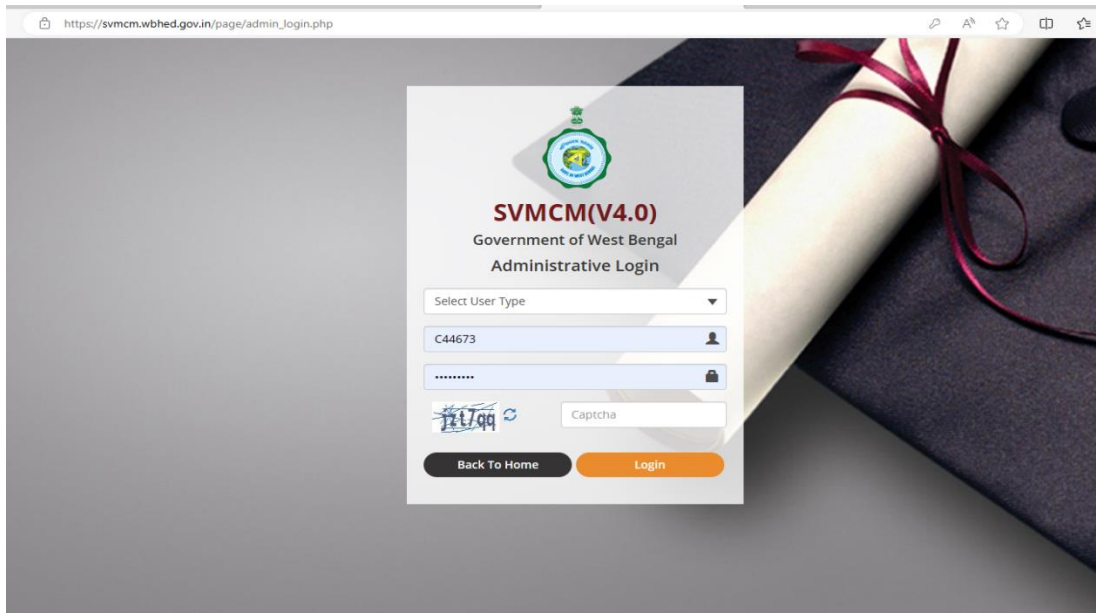 https://svmcm.wbhed.gov.in/page/admin_login.php
SVMCM(V4.0)
Government of West Bengal
Administrative Login
Select User Type
C44673
•••••••••
Captcha
Back To Home
Login